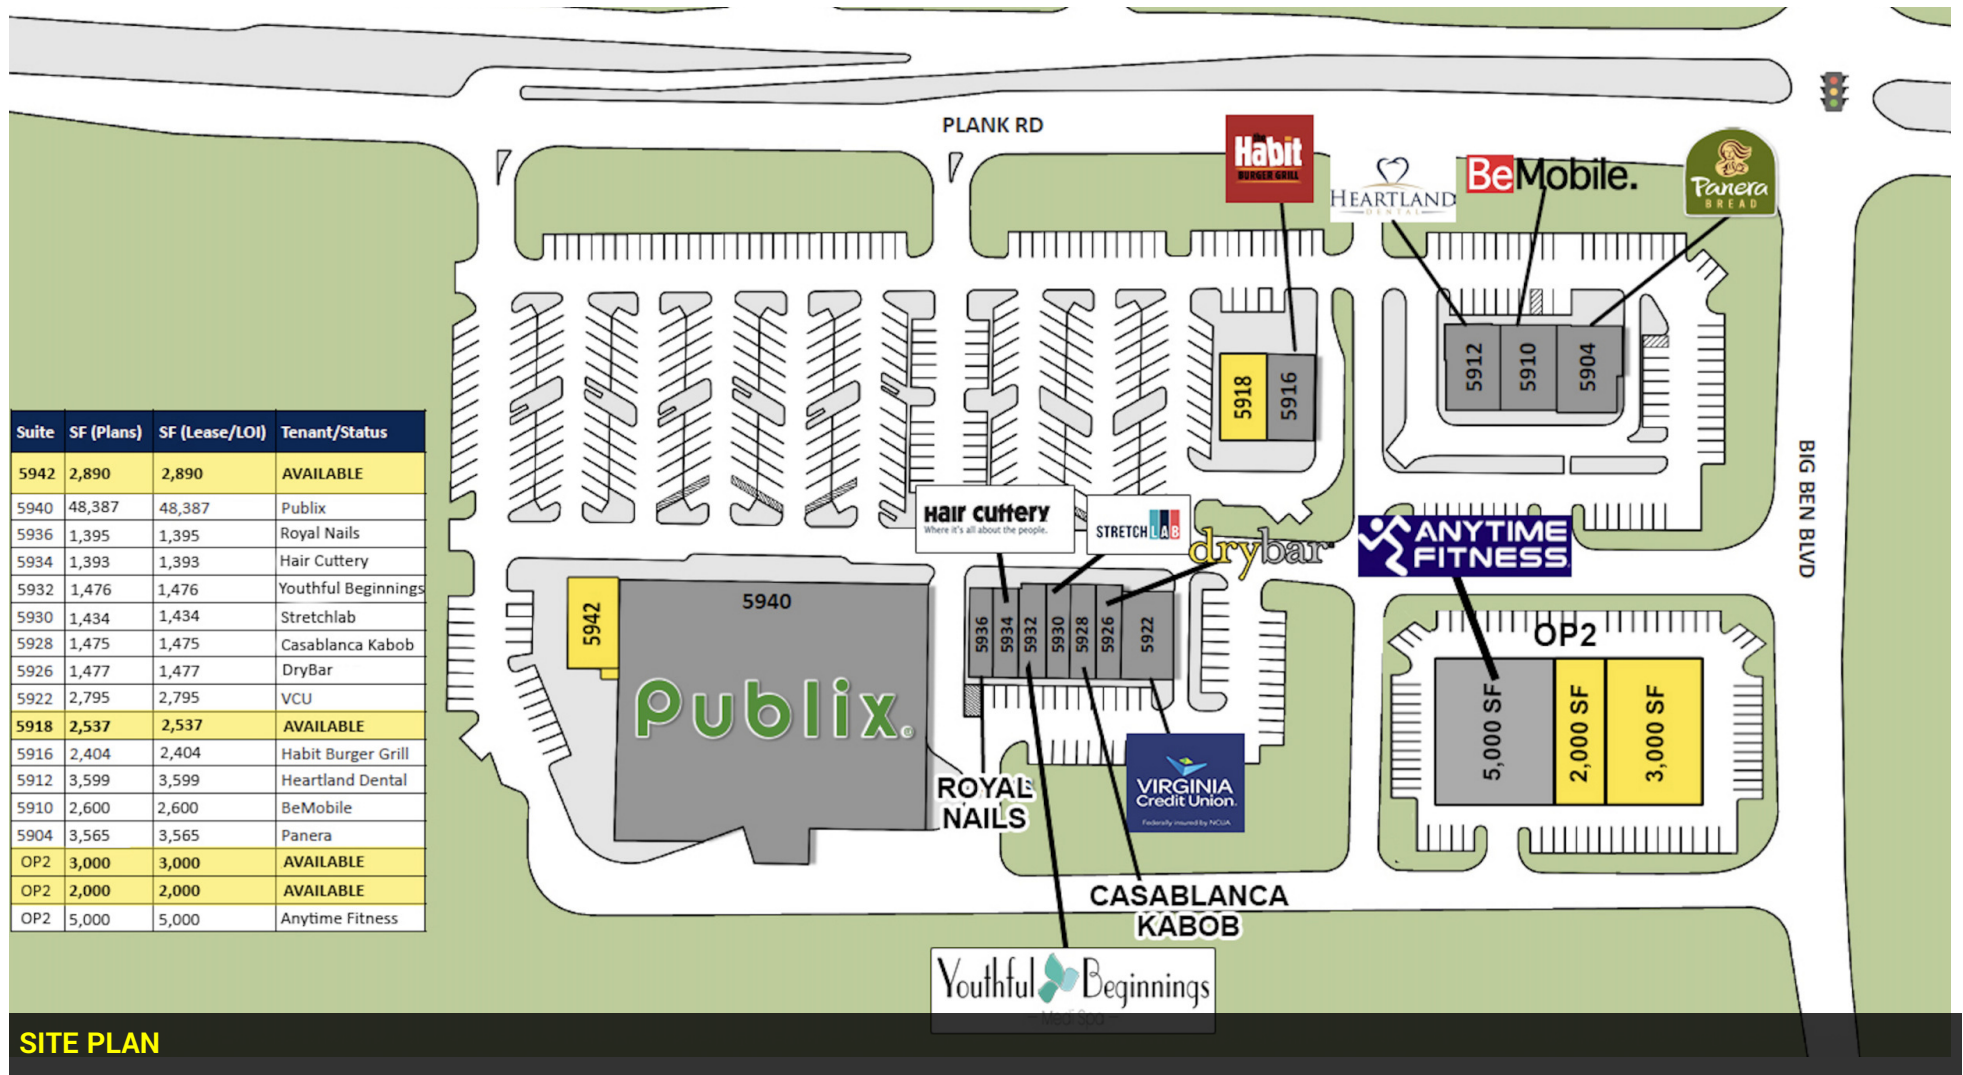 PLANK RD
the
Habit
BURGER GRILL
HEARTLAND
DENTAL
BeMobile.
Panera
BREAD
5912
5910
5904
5918
5916
BIG BEN BLVD
Suite SF (Plans) SF (Lease/LOI) Tenant/Status
5942 2,890 2,890 AVAILABLE
5940 48,387 48,387 Publix
5936 1,395 1,395 Royal Nails
5934 1,393 1,393 Hair Cuttery
5932 1,476 1,476 Youthful Beginnings
5930 1,434 1,434 Stretchlab
5928 1,475 1,475 Casablanca Kabob
5926 1,477 1,477 DryBar
5922 2,795 2,795 VCU
5918 2,537 2,537 AVAILABLE
5916 2,404 2,404 Habit Burger Grill
5912 3,599 3,599 Heartland Dental
5910 2,600 2,600 BeMobile
5904 3,565 3,565 Panera
OP2 3,000 3,000 AVAILABLE
OP2 2,000 2,000 AVAILABLE
OP2 5,000 5,000 Anytime Fitness
Hair Cuttery
Where it's all about the people.
STRETCHLAB
drybar
ANYTIME
FITNESS
5942
5940
Publix.
5936
5934
5932
5930
5928
5926
5922
OP2
5,000 SF
2,000 SF
3,000 SF
ROYAL
NAILS
VIRGINIA
Credit Union
Federally insured by NCUA
CASABLANCA
KABOB
Youthful Beginnings
– Medi Spa –
SITE PLAN